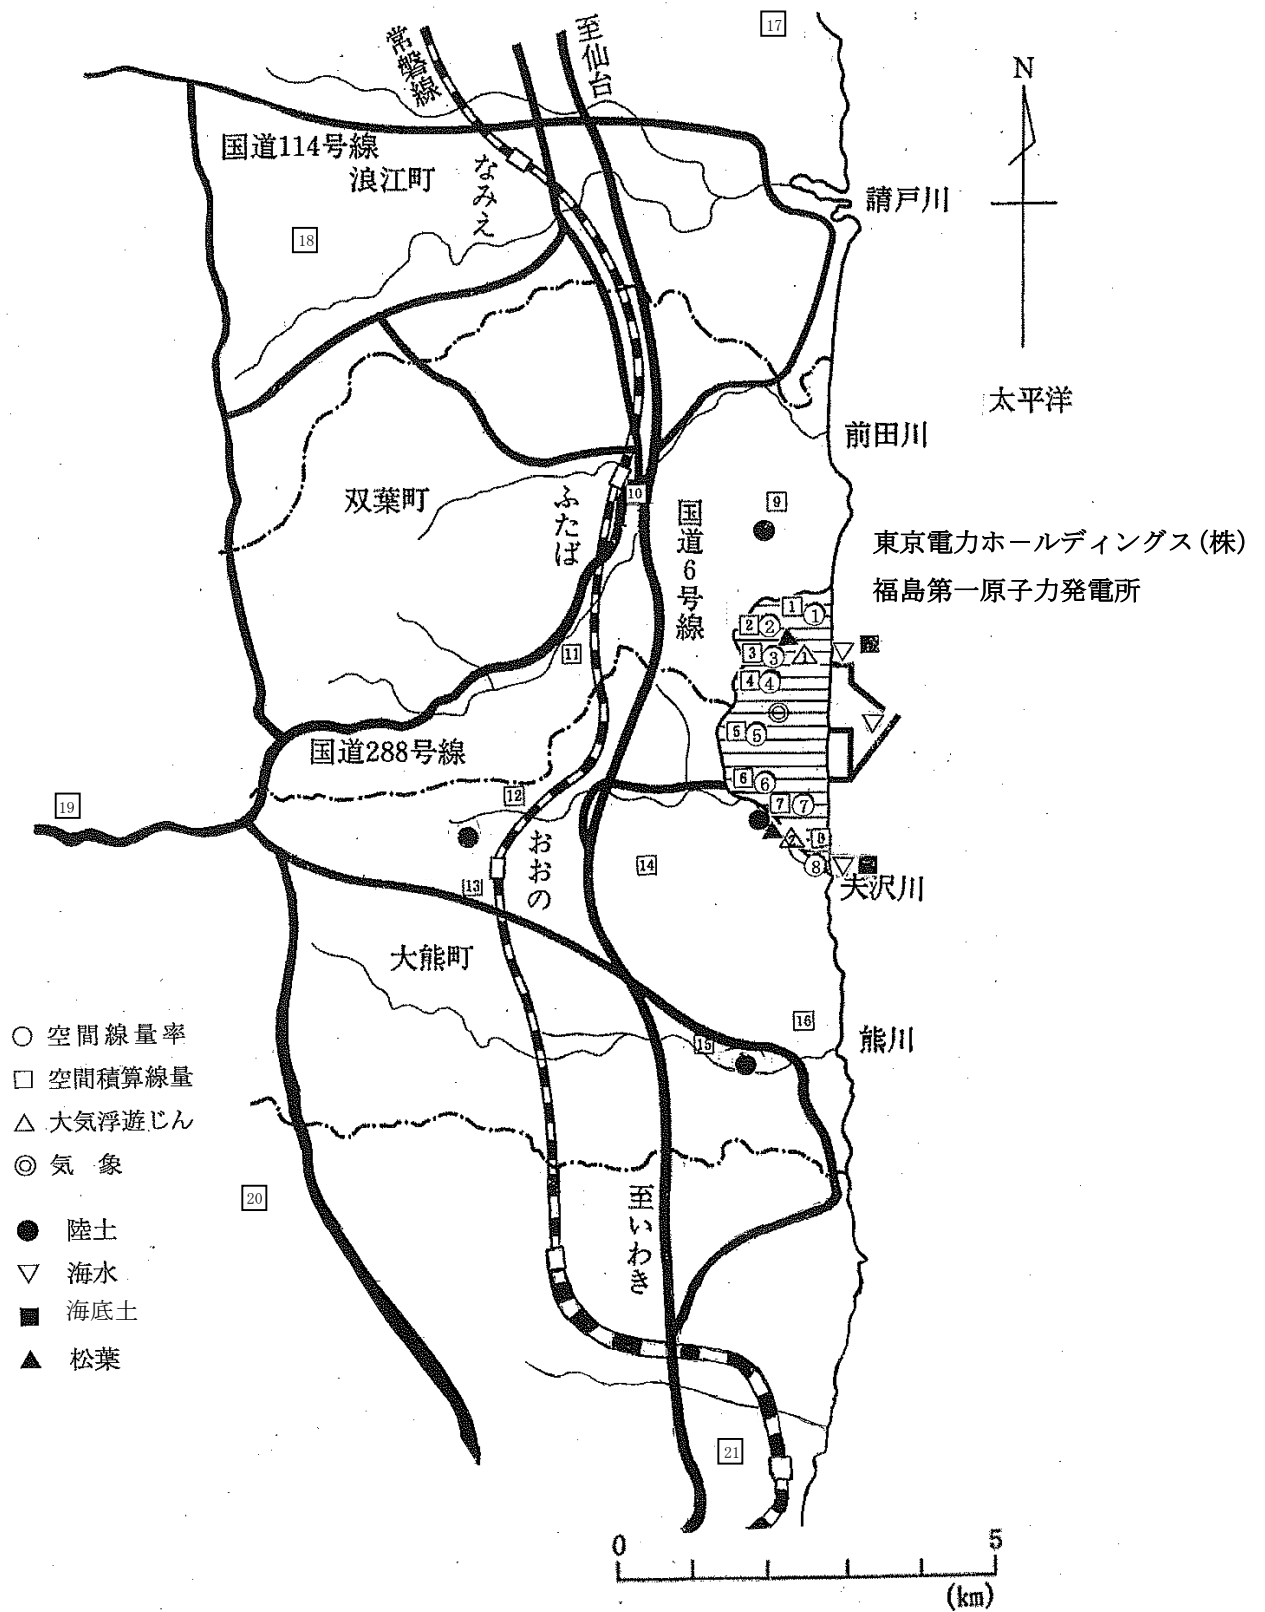 17
常磐線
至仙台
N
国道114号線
浪江町
なみえ
請戸川
18
太平洋
前田川
双葉町
ふたば
10
国道6号線
9
東京電力ホールディングス(株)
福島第一原子力発電所
1 ①
2 ②
3 ③ 1
4 ④
5 ⑤
6 ⑥
7 ⑦
2 8
⑧
11
国道288号線
19
12
おおの
13
14
夫沢川
大熊町
16
15
熊川
○ 空間線量率
□ 空間積算線量
△ 大気浮遊じん
◎ 気象
● 陸土
▽ 海水
■ 海底土
▲ 松葉
20
至いわき
21
0 5
(km)